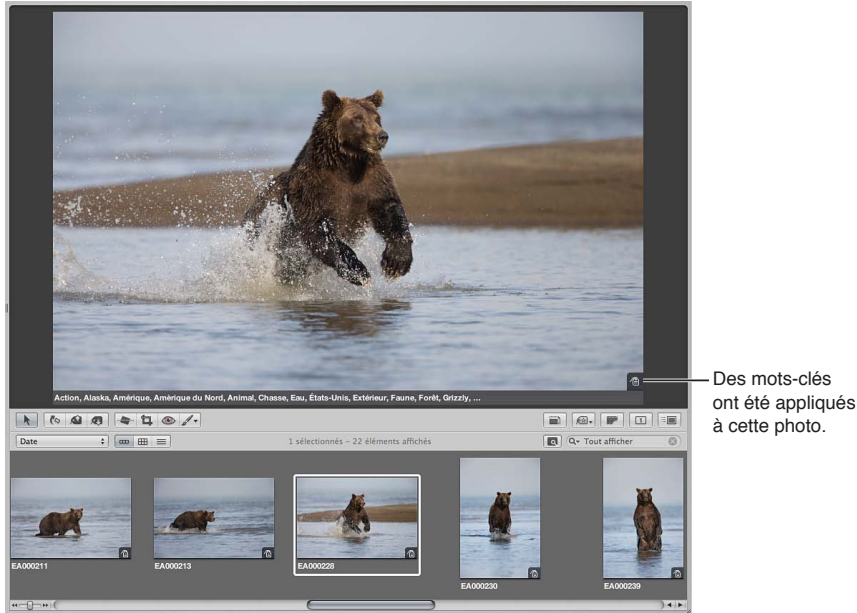 Action, Alaska, Amérique, Amérique du Nord, Animal, Chasse, Eau, États-Unis, Extérieur, Faune, Forêt, Grizzly, ...
Des mots-clés
ont été appliqués
à cette photo.
Date
1 sélectionnés – 22 éléments affichés
Tout afficher
EA000211
EA000213
EA000228
EA000230
EA000239